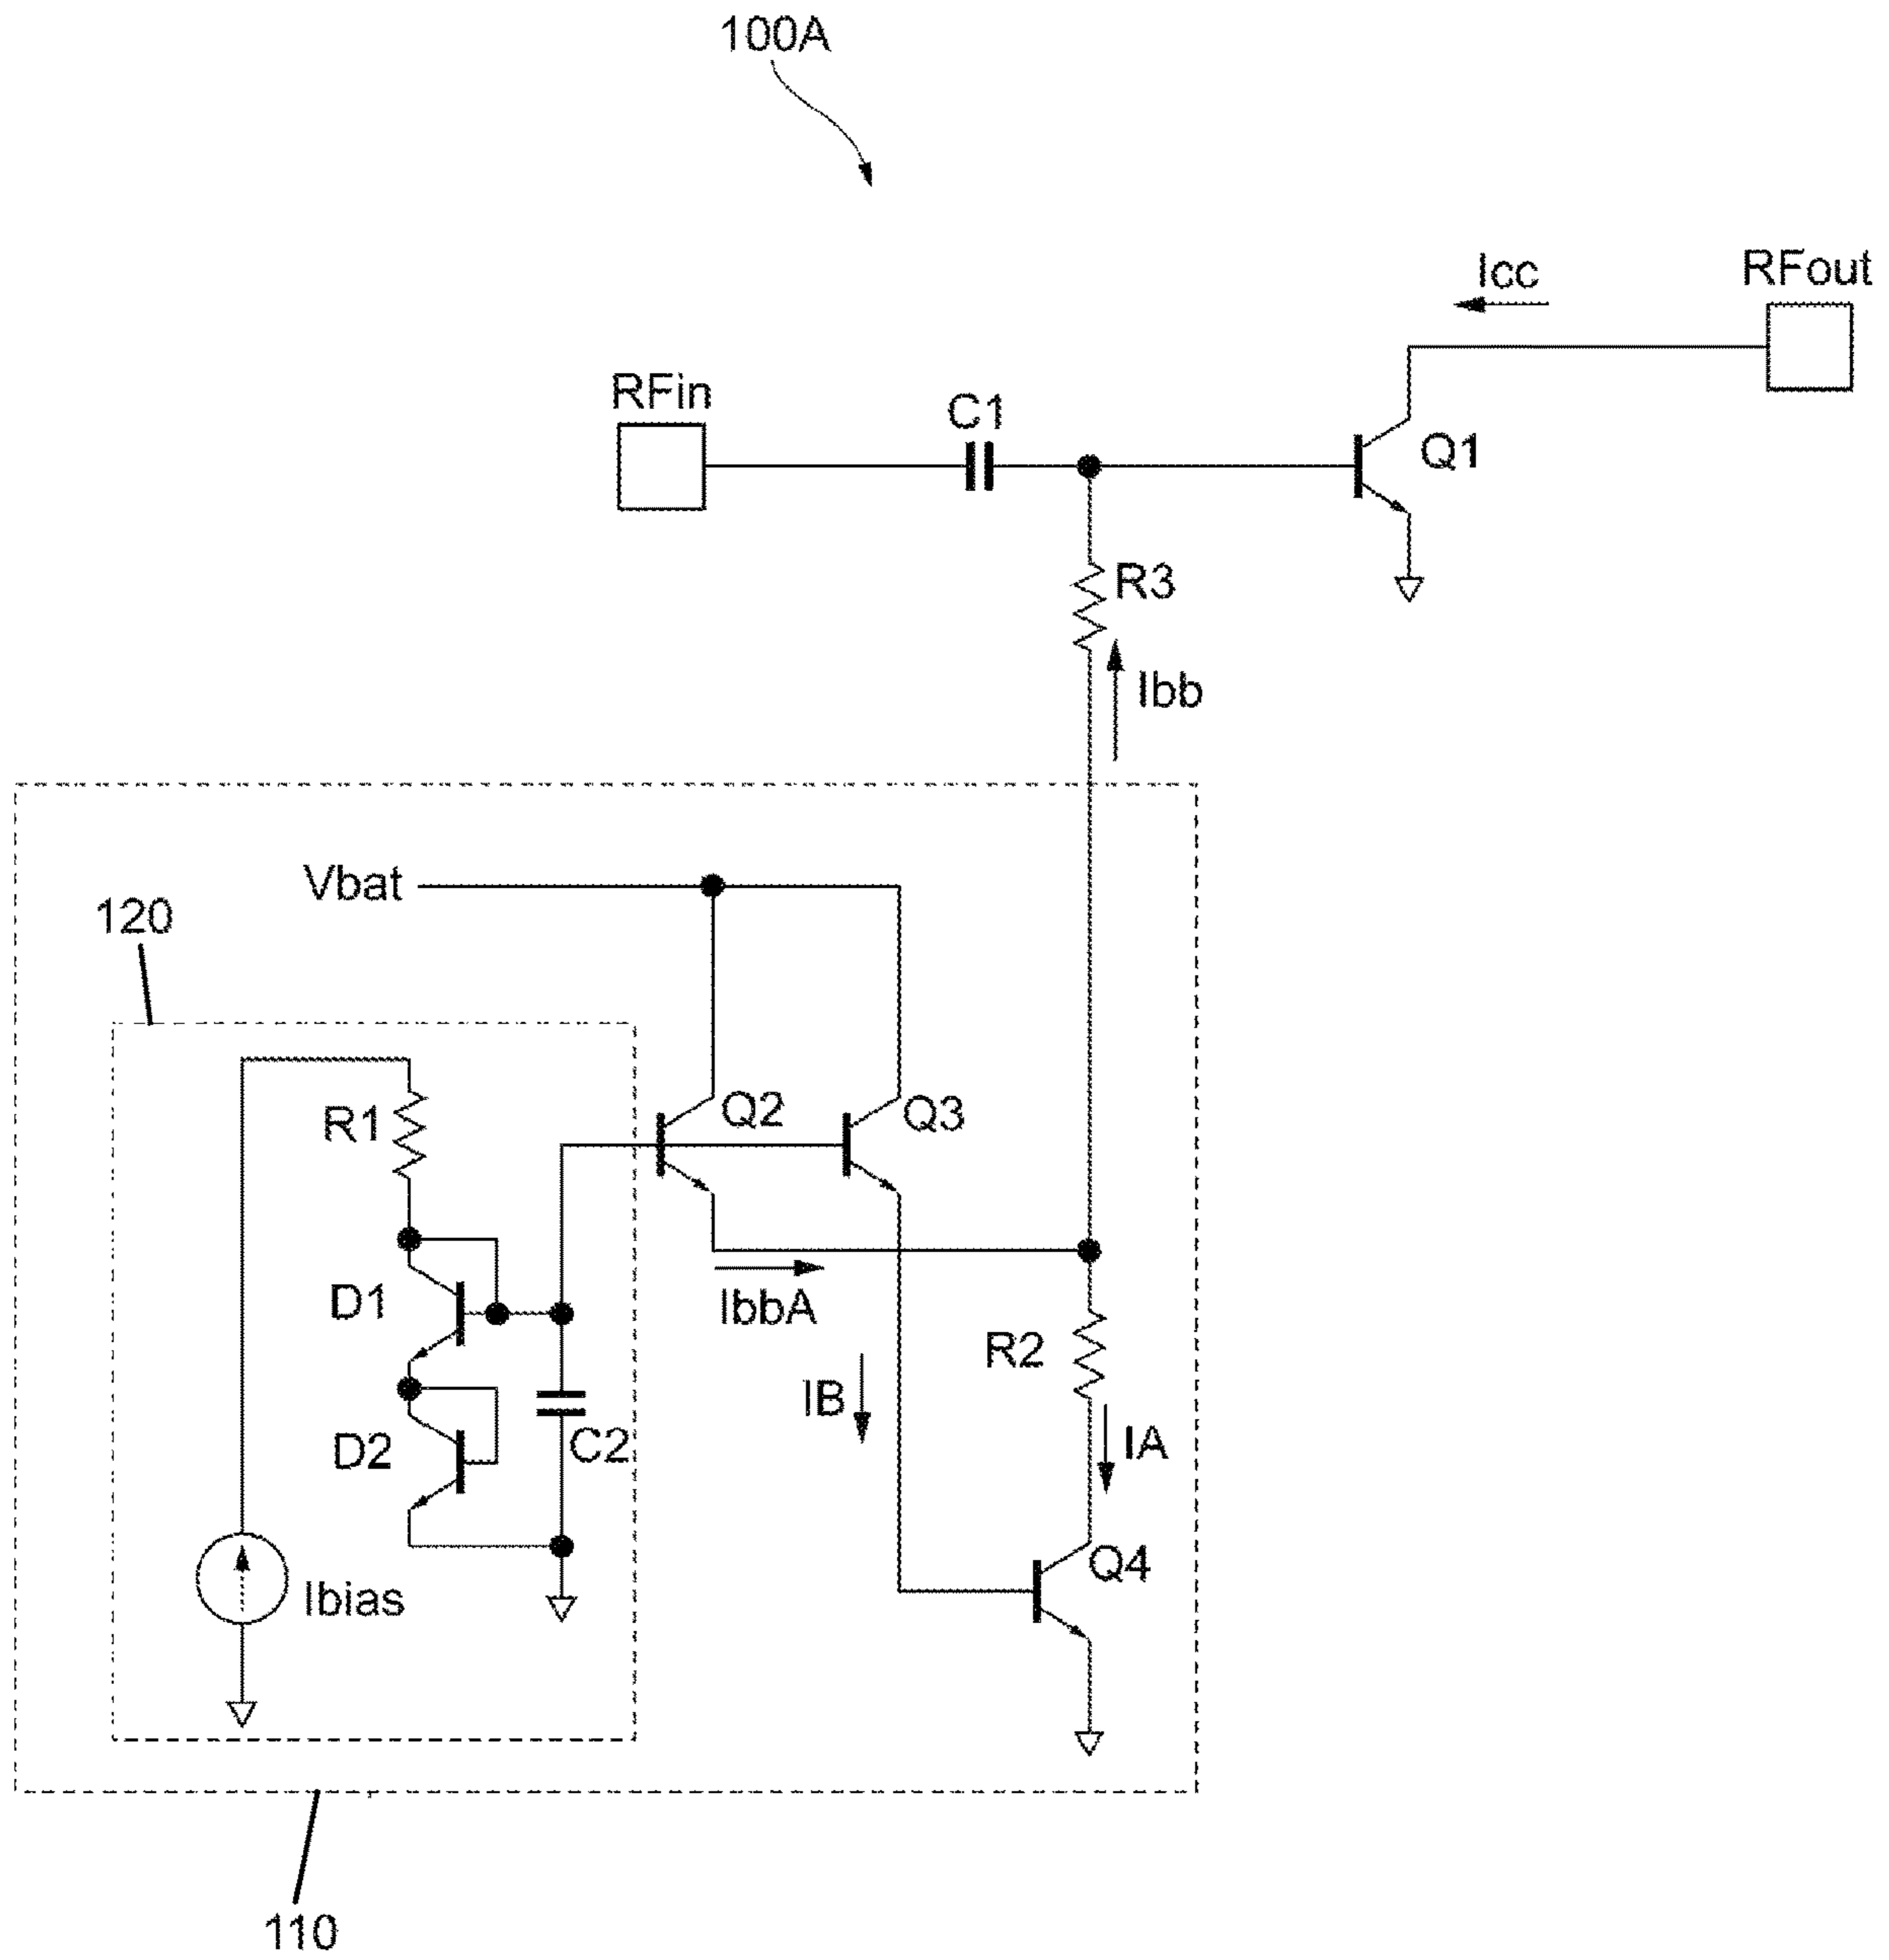 100A
Icc
RFout
RFin
C1
Q1
R3
Ibb
Vbat
120
R1
Q2
Q3
D1
IbbA
R2
IB
D2
C2
IA
Ibias
Q4
110